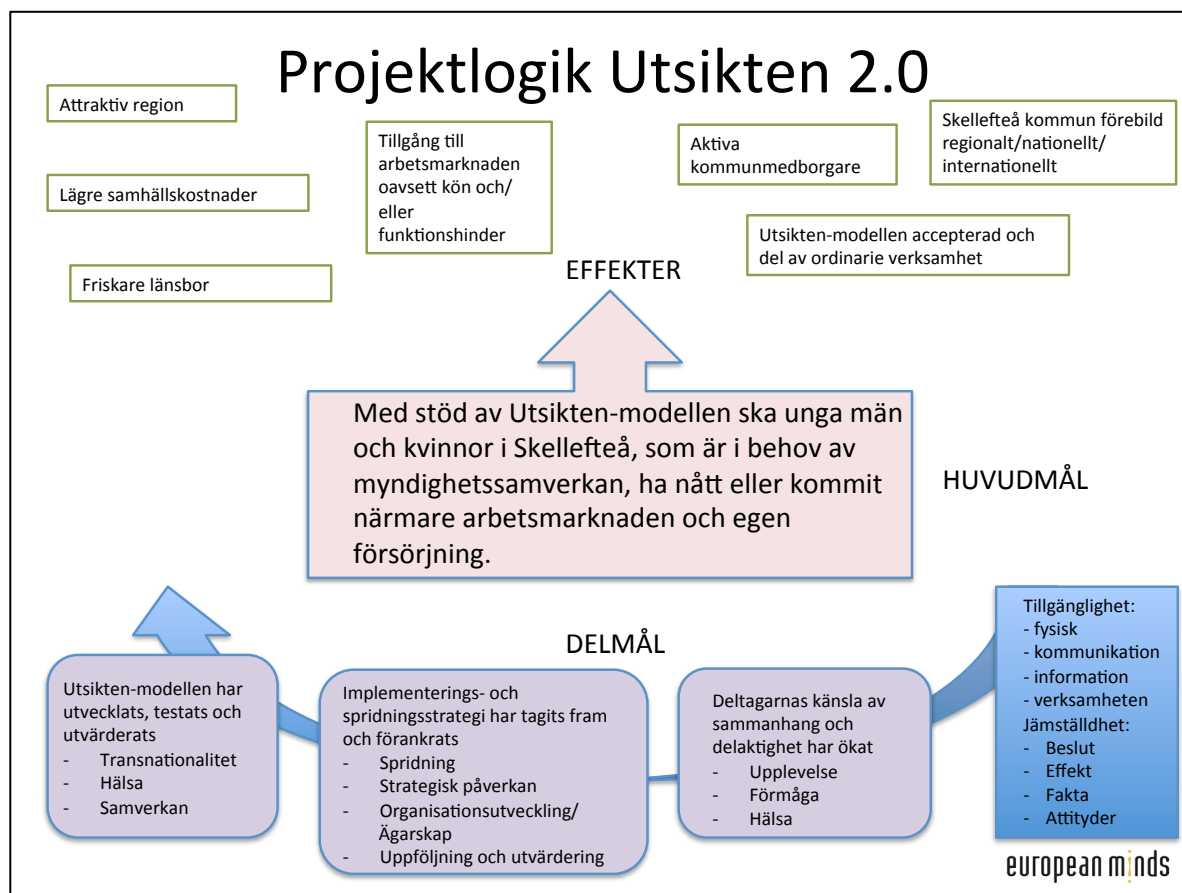 Projektlogik Utsikten 2.0
Attraktiv region
Lägre samhällskostnader
Friskare länsbor
Tillgång till
arbetsmarknaden
oavsett kön och/
eller
funktionshinder
Aktiva
kommunmedborgare
Skellefteå kommun förebild
regionalt/nationellt/
internationellt
Utsikten-modellen accepterad och
del av ordinarie verksamhet
EFFEKTER
Med stöd av Utsikten-modellen ska unga män
och kvinnor i Skellefteå, som är i behov av
myndighetssamverkan, ha nått eller kommit
närmare arbetsmarknaden och egen
försörjning.
HUVUDMÅL
DELMÅL
Utsikten-modellen har
utvecklats, testats och
utvärderats
- Transnationalitet
- Hälsa
- Samverkan
Implementerings- och
spridningsstrategi har tagits fram
och förankrats
- Spridning
- Strategisk påverkan
- Organisationsutveckling/
Ägarskap
- Uppföljning och utvärdering
Deltagarnas känsla av
sammanhang och
delaktighet har ökat
- Upplevelse
- Förmåga
- Hälsa
Tillgänglighet:
- fysisk
- kommunikation
- information
- verksamheten
Jämställdhet:
- Beslut
- Effekt
- Fakta
- Attityder
european minds